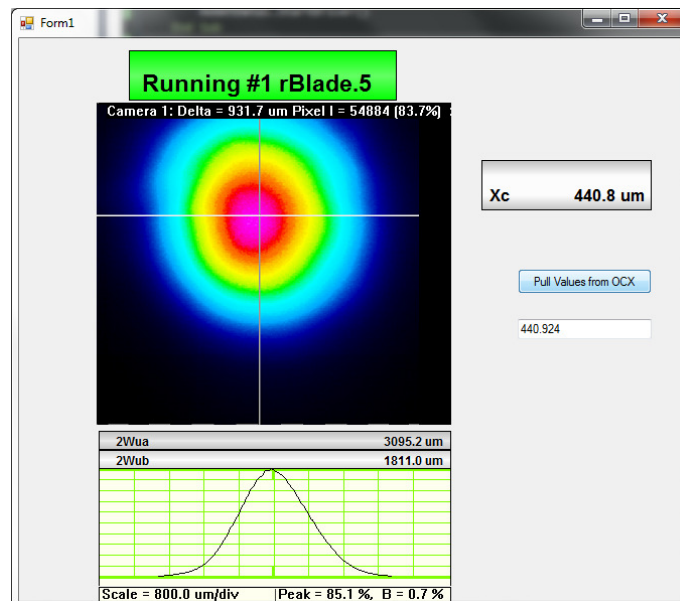 Form1
Running #1 rBlade.5
Camera 1: Delta = 931.7 um Pixel I = 54884 (83.7%)
Xc 440.8 um
Pull Values from OCX
440.924
2Wua 3095.2 um
2Wub 1811.0 um
Scale = 800.0 um/div Peak = 85.1 %, B = 0.7 %